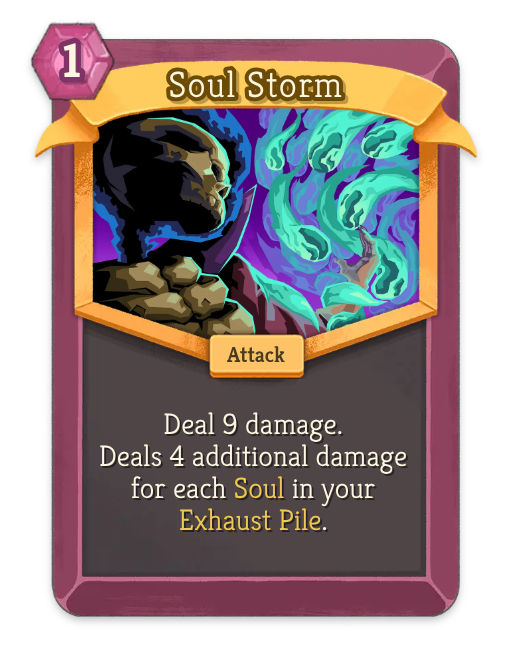 1
Soul Storm
Attack
Deal 9 damage.
Deals 4 additional damage
for each Soul in your
Exhaust Pile.